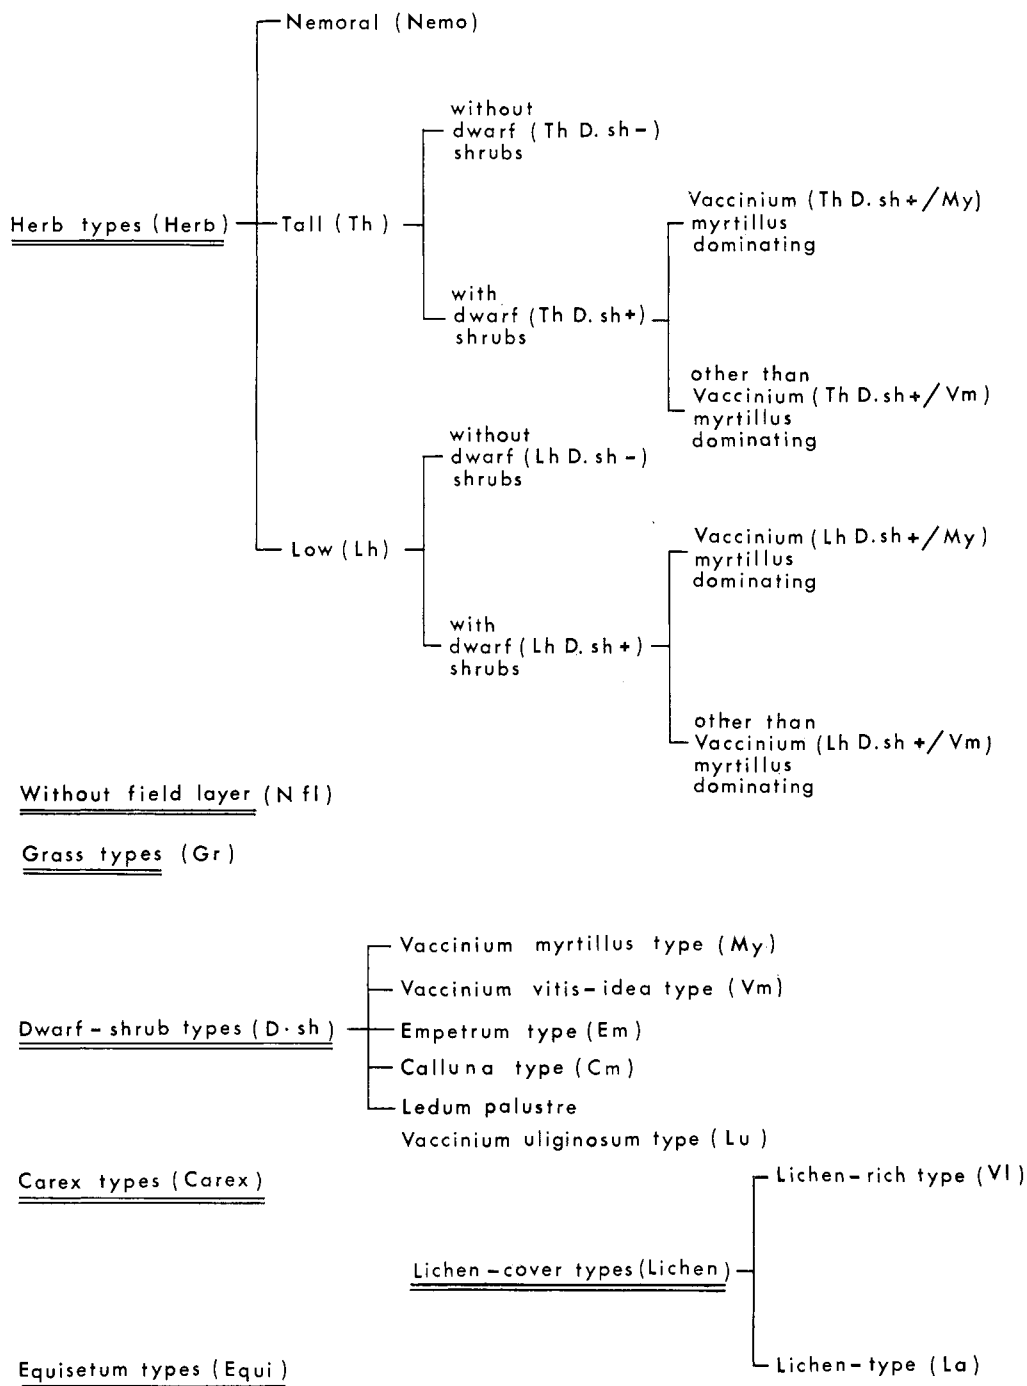 Nemoral (Nemo)
without
dwarf (Th D. sh -)
shrubs
Herb types (Herb)
Tall (Th)
Vaccinium (Th D. sh +/My)
myrtillus
dominating
with
dwarf (Th D. sh+)
shrubs
other than
Vaccinium (Th D. sh +/Vm)
myrtillus
dominating
without
dwarf (Lh D. sh -)
shrubs
Low (Lh)
Vaccinium (Lh D. sh +/My)
myrtillus
dominating
with
dwarf (Lh D. sh +)
shrubs
other than
Vaccinium (Lh D. sh +/Vm)
myrtillus
dominating
Without field layer (N fl)
Grass types (Gr)
Dwarf-shrub types (D·sh)
Vaccinium myrtillus type (My)
Vaccinium vitis-idea type (Vm)
Empetrum type (Em)
Calluna type (Cm)
Ledum palustre
Vaccinium uliginosum type (Lu)
Carex types (Carex)
Lichen-cover types (Lichen)
Lichen-rich type (Vl)
Lichen-type (La)
Equisetum types (Equi)